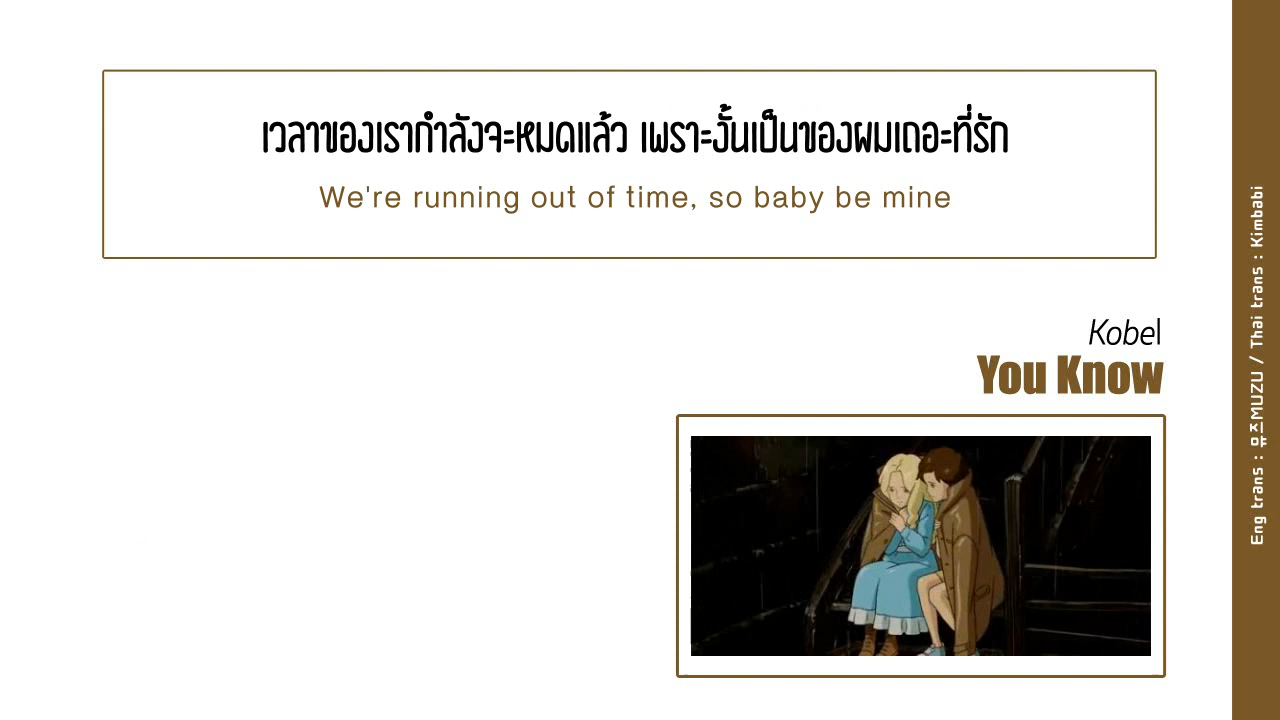 เวลาของเรากำลังจะหมดแล้ว เพราะงั้นเป็นของผมเถอะที่รัก
We're running out of time, so baby be mine
Kobel
You Know
Eng trans : 뮤즈MUZU / Thai trans : Kimbabi